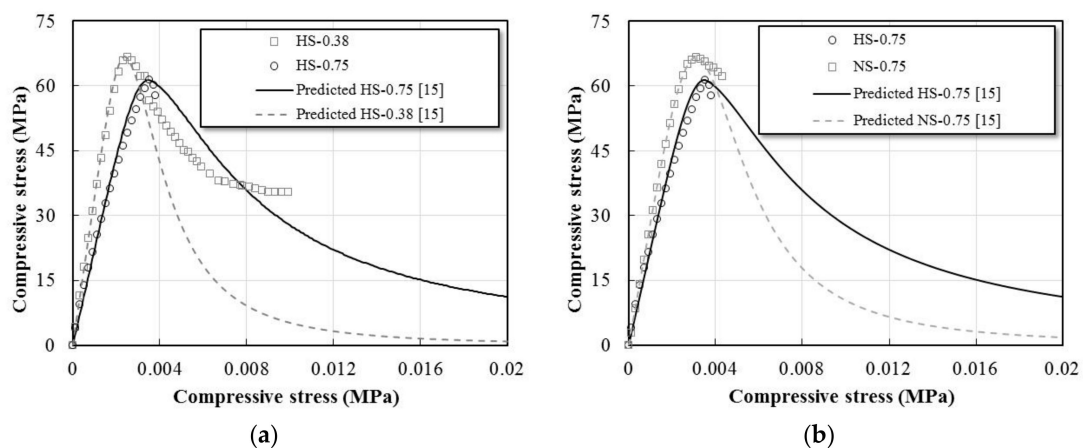 75
60
45
30
15
0
Compressive stress (MPa)
HS-0.38
HS-0.75
Predicted HS-0.75 [15]
Predicted HS-0.38 [15]
0 0.004 0.008 0.012 0.016 0.02
Compressive stress (MPa)
(a)
75
60
45
30
15
0
Compressive stress (MPa)
HS-0.75
NS-0.75
Predicted HS-0.75 [15]
Predicted NS-0.75 [15]
0 0.004 0.008 0.012 0.016 0.02
Compressive stress (MPa)
(b)